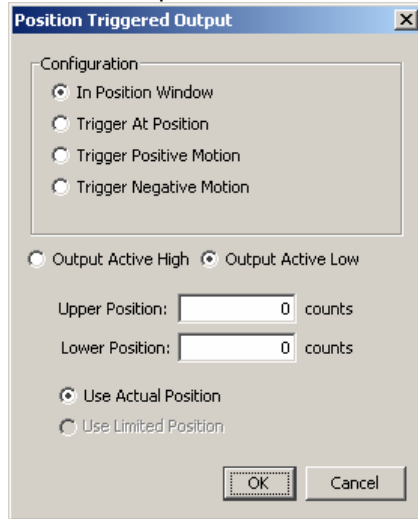 Position Triggered Output
Configuration
In Position Window
Trigger At Position
Trigger Positive Motion
Trigger Negative Motion
Output Active High Output Active Low
Upper Position: 0 counts
Lower Position: 0 counts
Use Actual Position
Use Limited Position
OK Cancel